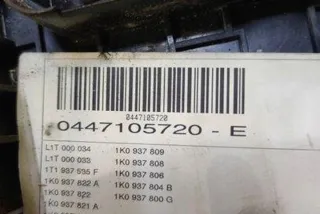 0447105720
0447105720 - E
L1T 000 034 1K0 937 809
L1T 000 033 1K0 937 808
1T1 937 595 F 1K0 937 806
1K0 937 822 A 1K0 937 804 B
1K0 937 822 1K0 937 800 G
1K0 937 821 A